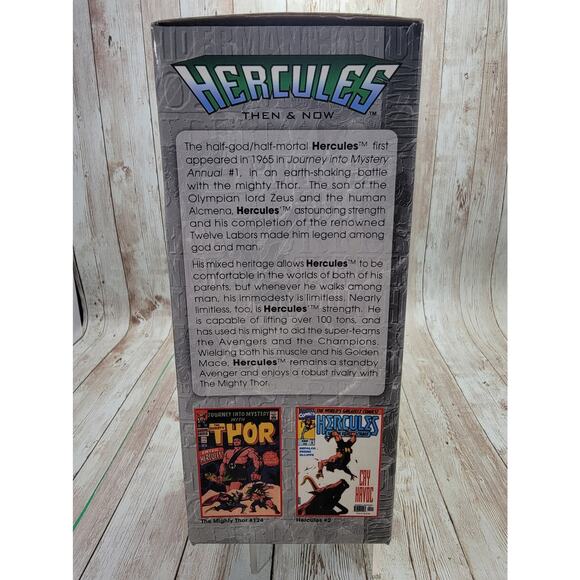 HERCULES™
THEN & NOW
The half-god/half-mortal Hercules™ first
appeared in 1965 in Journey into Mystery
Annual #1, in an earth-shaking battle
with the mighty Thor. The son of the
Olympian lord Zeus and the human
Alcmena, Hercules™ astounding strength
and his completion of the renowned
Twelve Labors made him legend among
god and man.
His mixed heritage allows Hercules™ to be
comfortable in the worlds of both of his
parents, but whenever he walks among
man, his immodesty is limitless. Nearly
limitless, too, is Hercules™ strength. He
is capable of lifting over 100 tons, and
has used his might to aid the super-teams
the Avengers and the Champions.
Wielding both his muscle and his Golden
Mace, Hercules™ remains a standby
Avenger and enjoys a robust rivalry with
The Mighty Thor.
JOURNEY INTO MYSTERY
WITH
THOR
THE WORLD'S GREATEST COMICS!
HERCULES
CRY
HAVOC
The Mighty Thor #124
Hercules #2